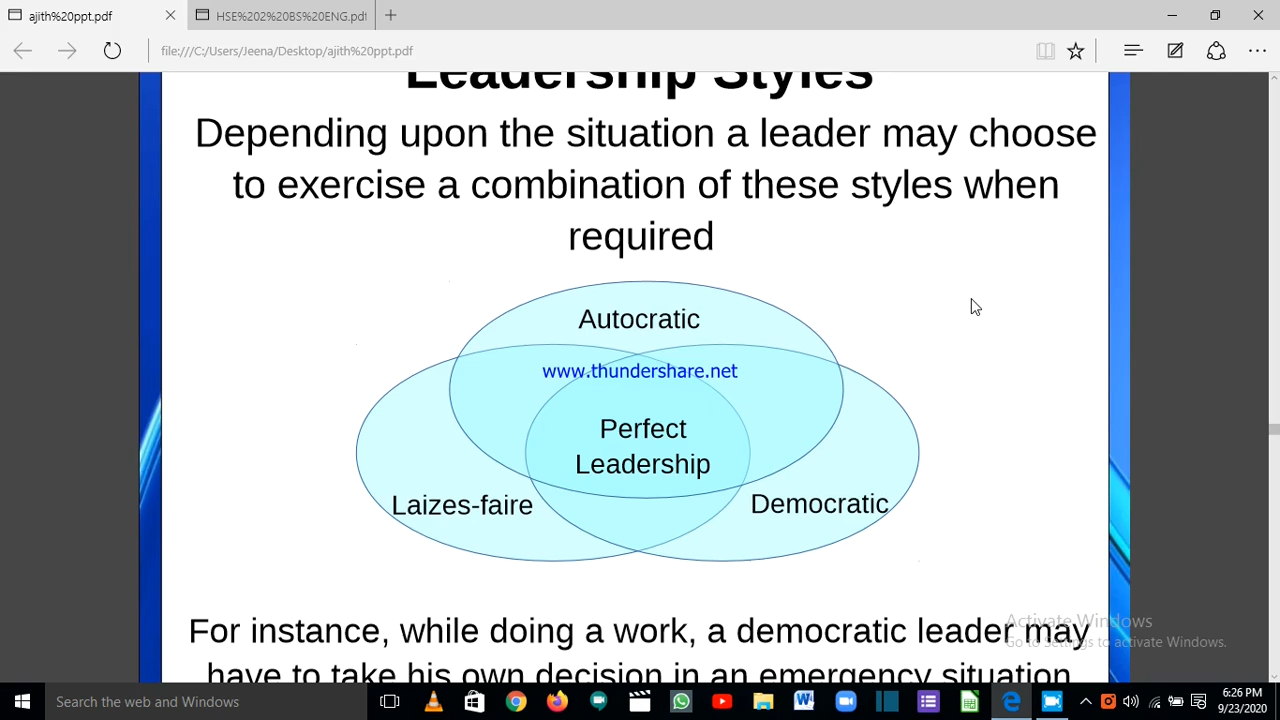 ajith%20ppt.pdf
HSE%202%20BS%20ENG.pdf
file:///C:/Users/Jeena/Desktop/ajith%20ppt.pdf
Leadership Styles
Depending upon the situation a leader may choose
to exercise a combination of these styles when
required
Autocratic
www.thundershare.net
Perfect
Leadership
Laizes-faire
Democratic
For instance, while doing a work, a democratic leader may
have to take his own decision in an emergency situation
Activate Windows
Go to Settings to activate Windows.
Search the web and Windows
6:26 PM
9/23/2020